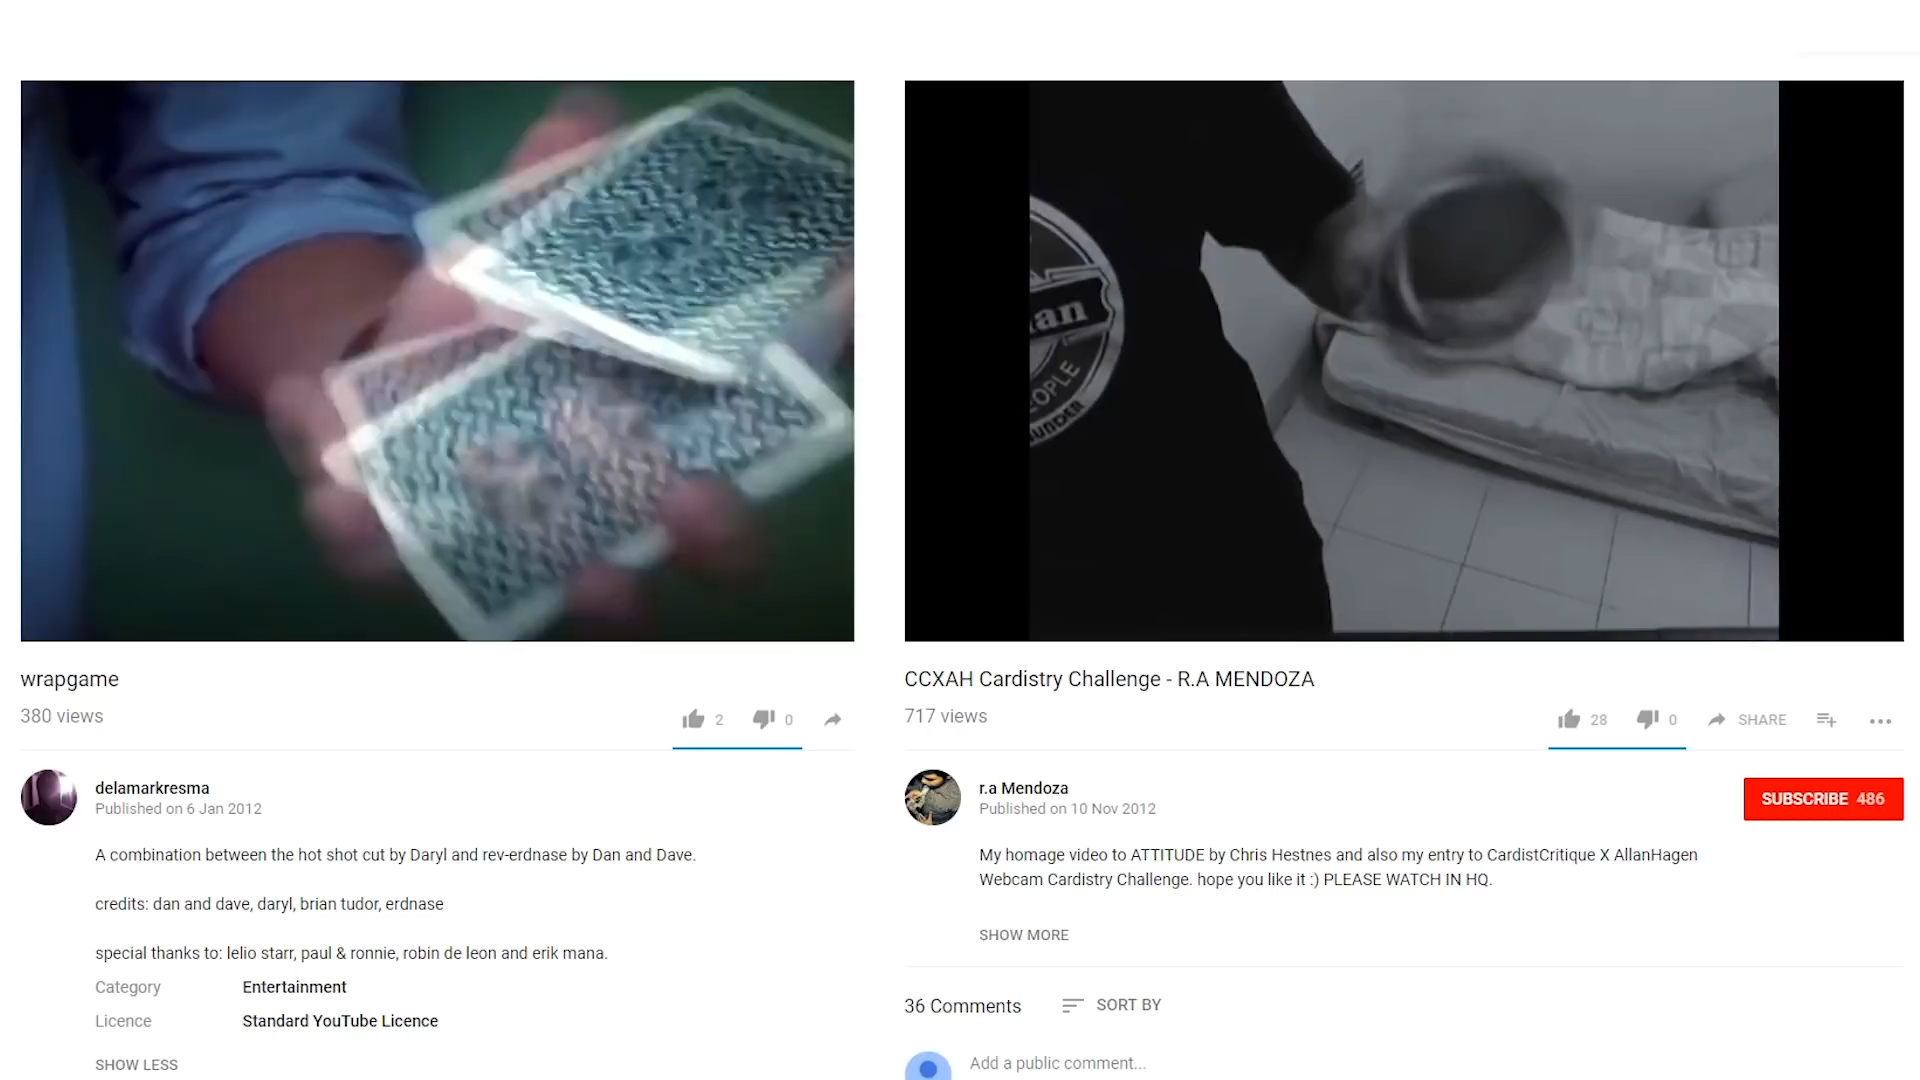 an
OPLE
UNDER
wrapgame
380 views
2
0
delamarkresma
Published on 6 Jan 2012
A combination between the hot shot cut by Daryl and rev-erdnase by Dan and Dave.
credits: dan and dave, daryl, brian tudor, erdnase
special thanks to: lelio starr, paul & ronnie, robin de leon and erik mana.
Category Entertainment
Licence Standard YouTube Licence
SHOW LESS
CCXAH Cardistry Challenge - R.A MENDOZA
717 views
28
0
SHARE
r.a Mendoza
Published on 10 Nov 2012
SUBSCRIBE 486
My homage video to ATTITUDE by Chris Hestnes and also my entry to CardistCritique X AllanHagen
Webcam Cardistry Challenge. hope you like it :) PLEASE WATCH IN HQ.
SHOW MORE
36 Comments
SORT BY
Add a public comment...